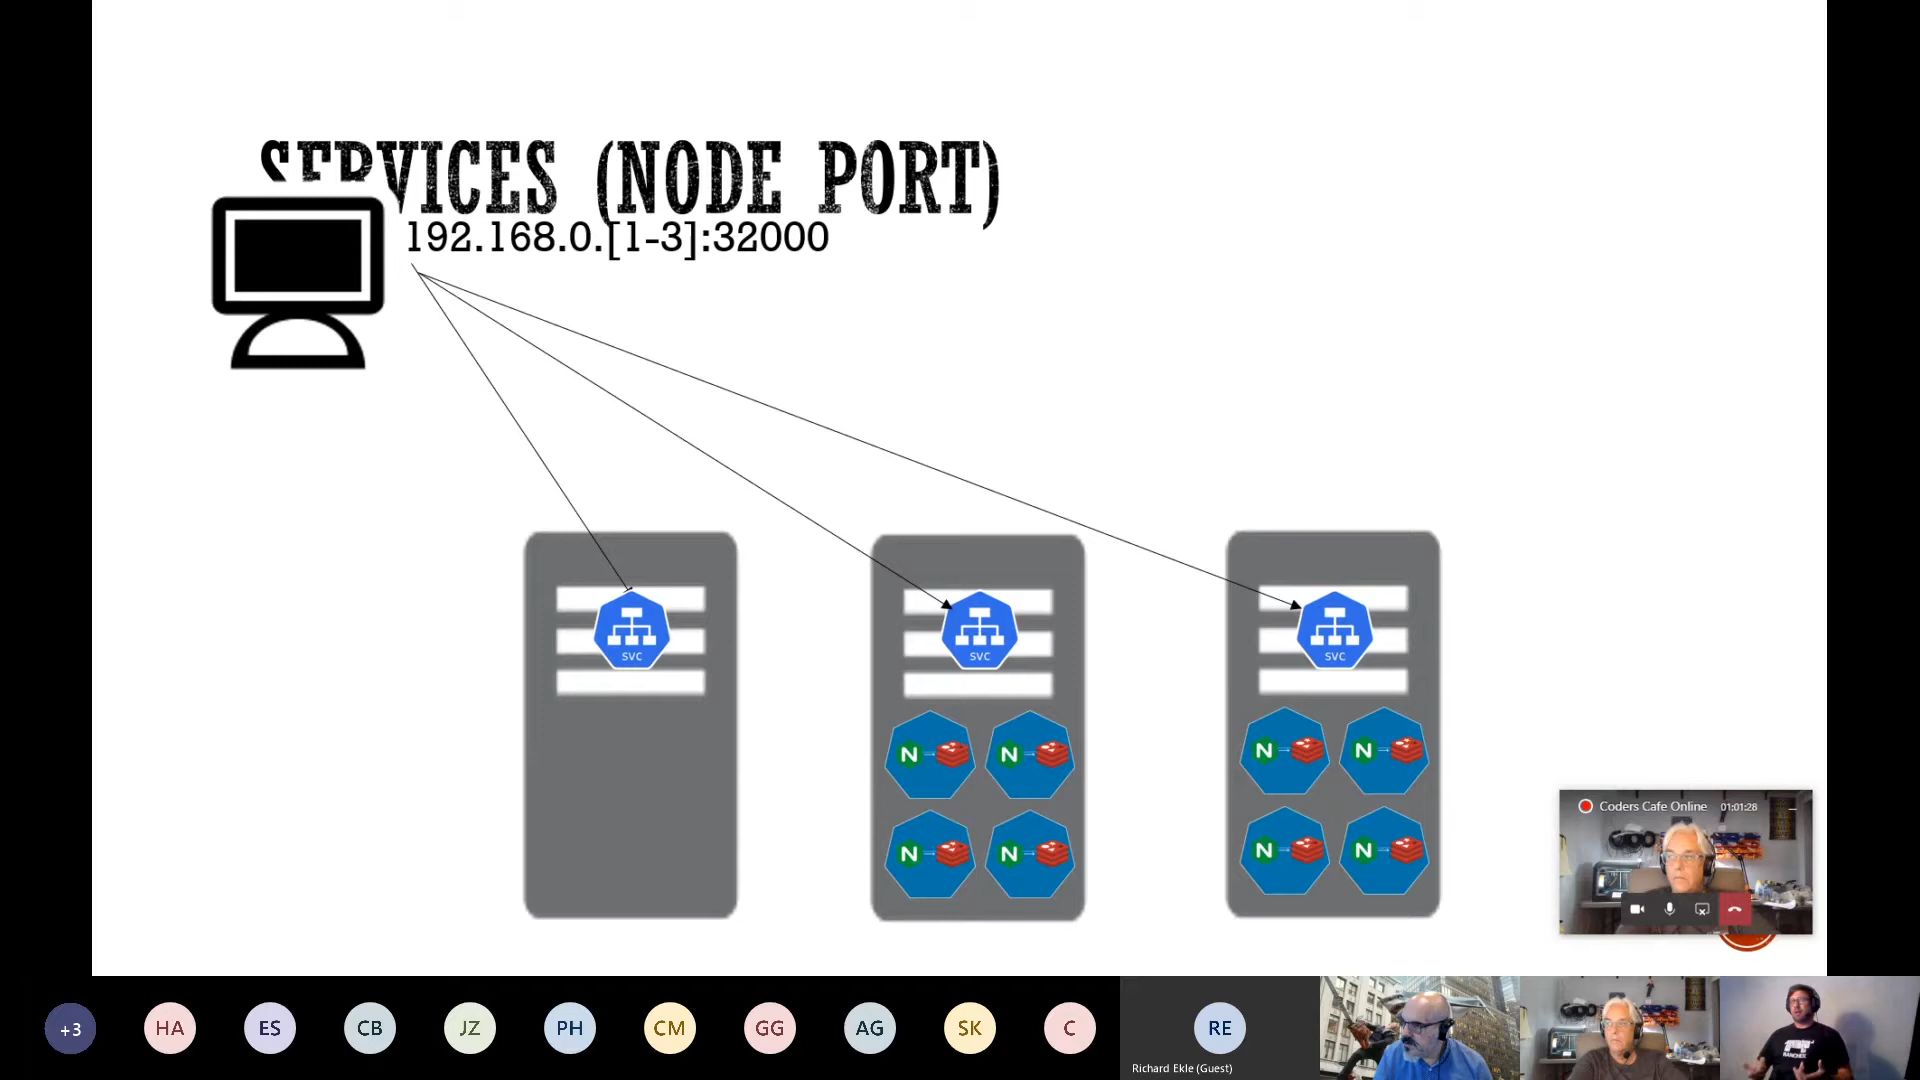 SERVICES (NODE PORT)
192.168.0.[1-3]:32000
SVC
SVC
SVC
N
N
N
N
N
N
N
N
Coders Cafe Online 01:01:28
+3
HA
ES
CB
JZ
PH
CM
GG
AG
SK
C
RE
Richard Ekle (Guest)
RANCHER